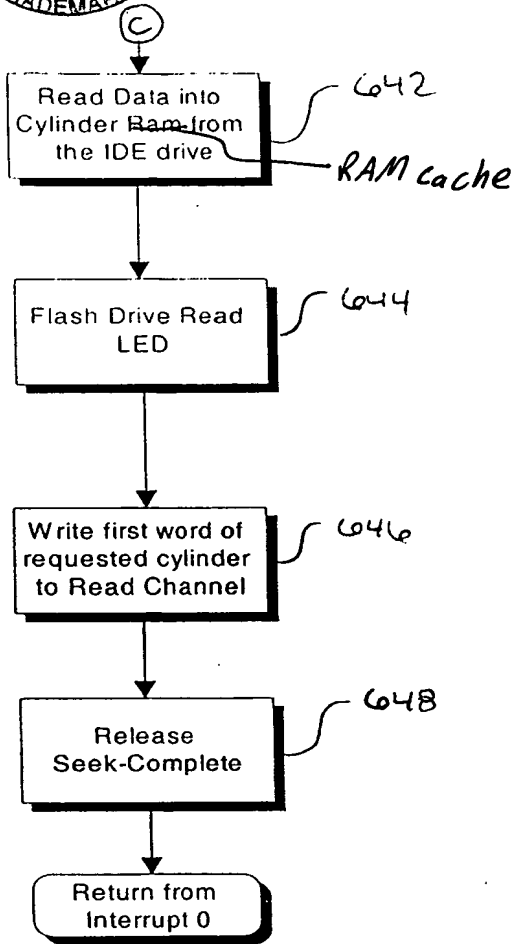 TRADEMAR
C
Read Data into
Cylinder Ram from
the IDE drive
642
RAM cache
Flash Drive Read
LED
644
Write first word of
requested cylinder
to Read Channel
646
Release
Seek-Complete
648
Return from
Interrupt 0